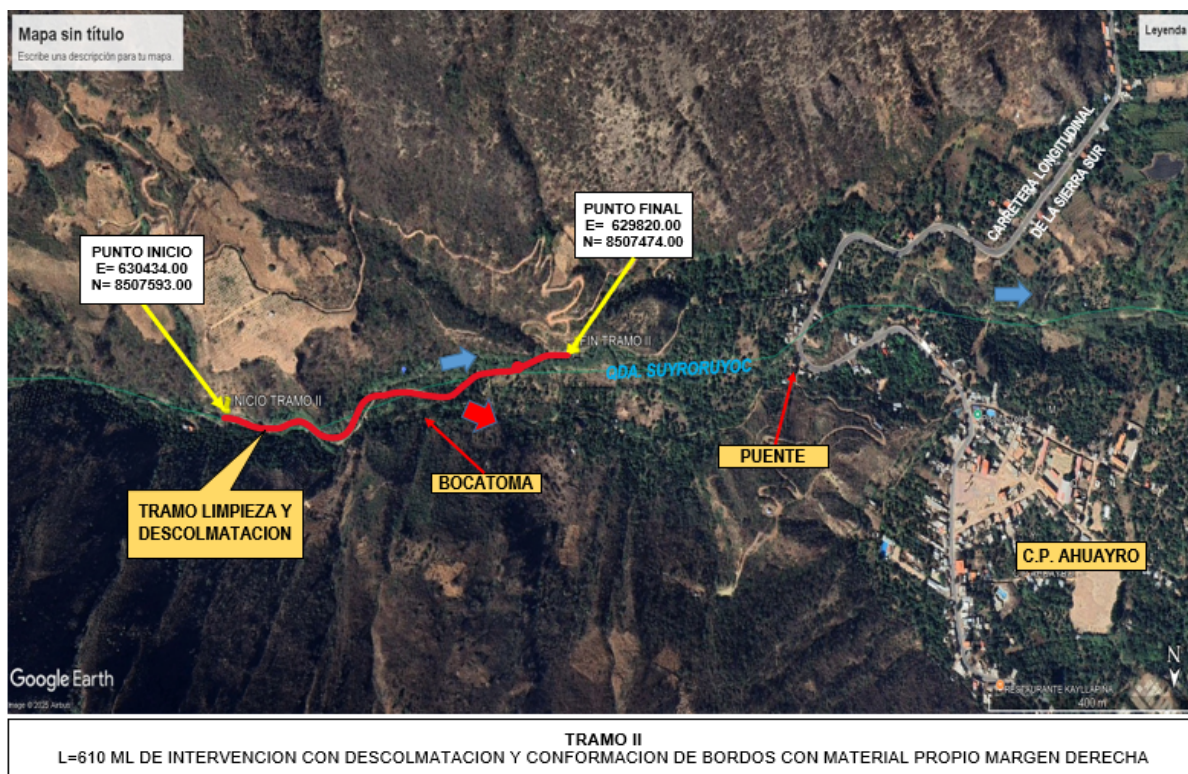 Mapa sin título
Escribe una descripción para tu mapa.
Leyenda
CARRETERA LONGITUDINAL
DE LA SIERRA SUR
PUNTO FINAL
E= 629820.00
N= 8507474.00
PUNTO INICIO
E= 630434.00
N= 8507593.00
FIN TRAMO II
QDA. SUYRORUYOC
INICIO TRAMO II
PUENTE
BOCATOMA
TRAMO LIMPIEZA Y
DESCOLMATACION
C.P. AHUAYRO
N
Google Earth
Image © 2025 Airbus
RESTAURANTE KAYLLAPINA
400 m
TRAMO II
L=610 ML DE INTERVENCION CON DESCOLMATACION Y CONFORMACION DE BORDOS CON MATERIAL PROPIO MARGEN DERECHA